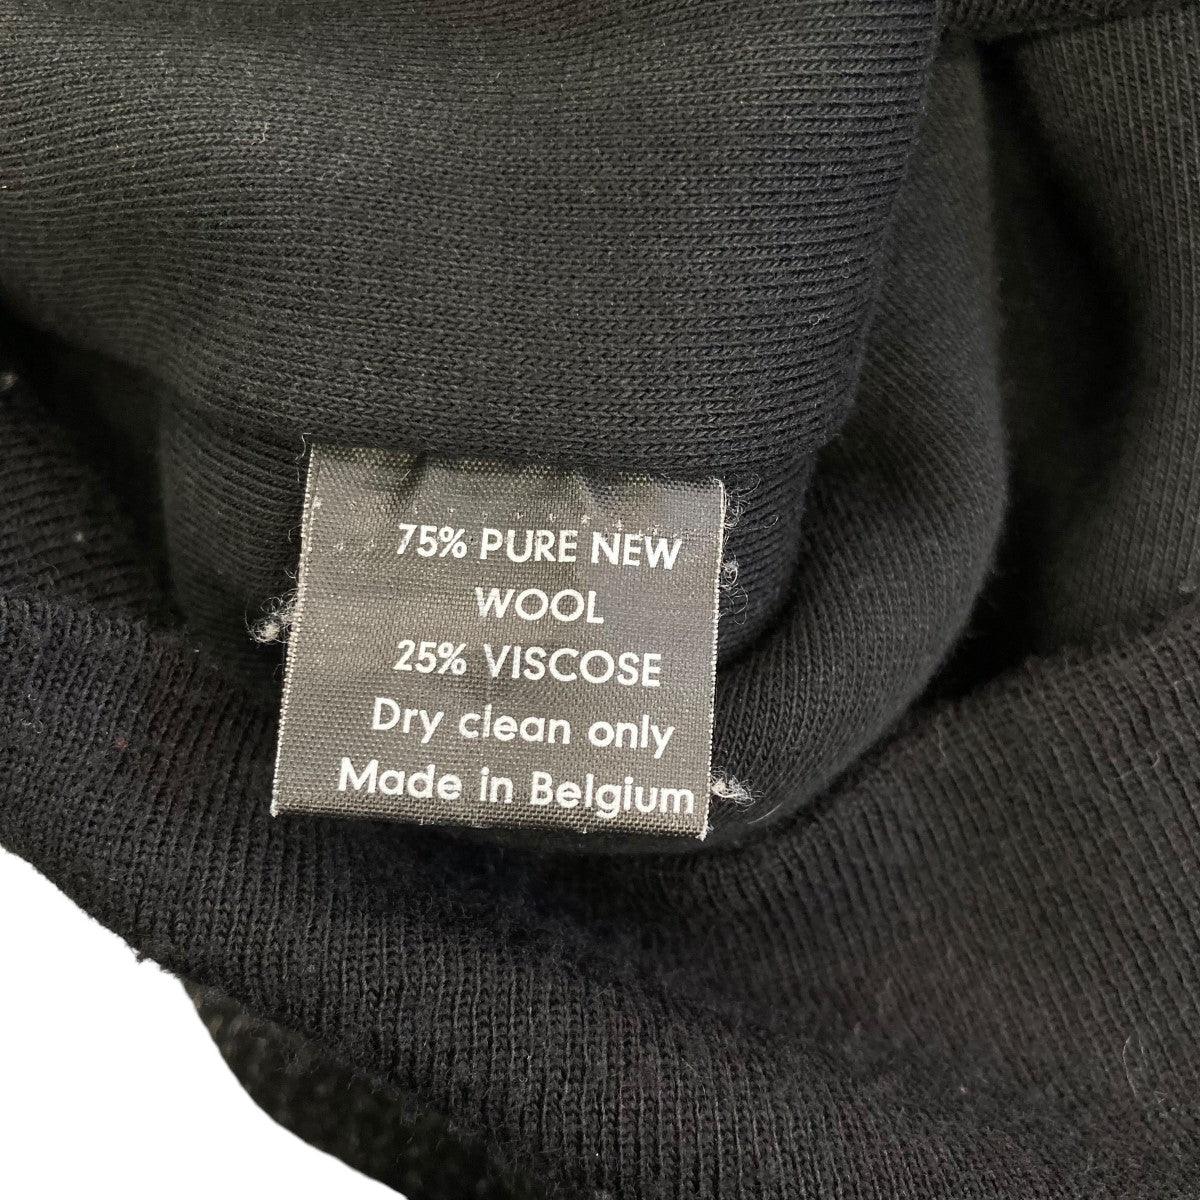 75% PURE NEW
WOOL
25% VISCOSE
Dry clean only
Made in Belgium